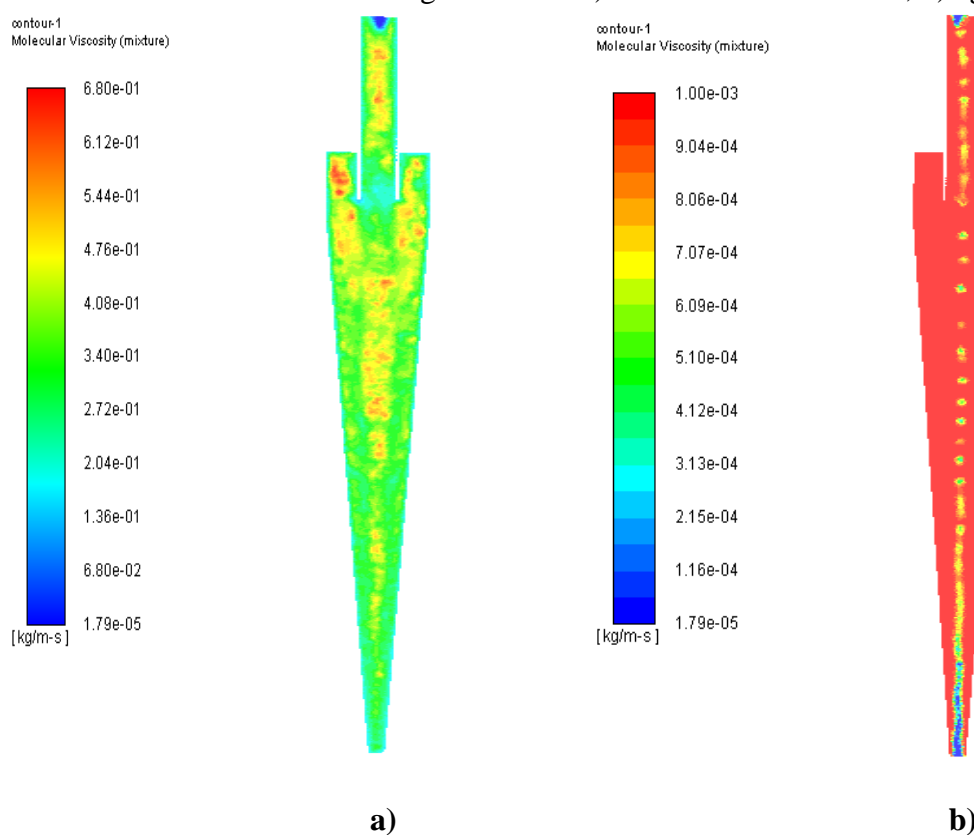 contour-1
Molecular Viscosity (mixture)
6.80e-01
6.12e-01
5.44e-01
4.76e-01
4.08e-01
3.40e-01
2.72e-01
2.04e-01
1.36e-01
6.80e-02
1.79e-05
[kg/m-s]
a)
contour-1
Molecular Viscosity (mixture)
1.00e-03
9.04e-04
8.06e-04
7.07e-04
6.09e-04
5.10e-04
4.12e-04
3.13e-04
2.15e-04
1.16e-04
1.79e-05
[kg/m-s]
b)